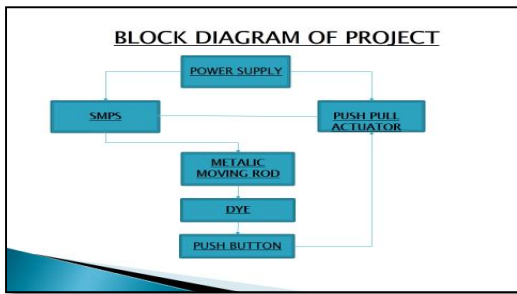 BLOCK DIAGRAM OF PROJECT
POWER SUPPLY
SMPS
PUSH PULL
ACTUATOR
METALIC
MOVING ROD
DYE
PUSH BUTTON